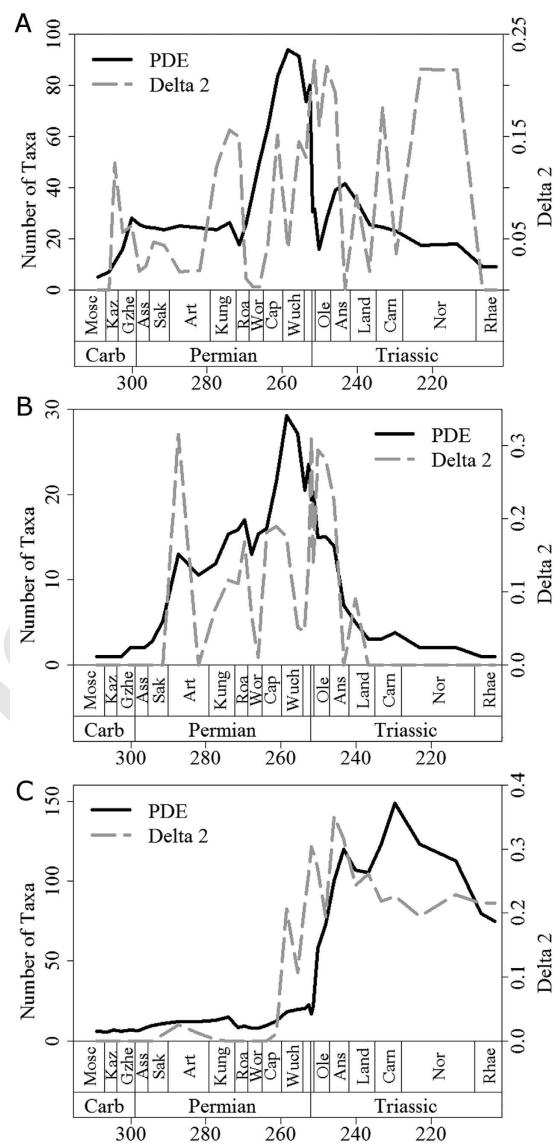 A
PDE
Delta 2
Number of Taxa
0
20
40
60
80
100
Delta 2
0.05
0.15
0.25
Mosc Kaz Gzhe Ass Sak Art Kung Roa Wor Cap Wuch Ole Ans Land Carn Nor Rhae
Carb Permian Triassic
300 280 260 240 220
B
PDE
Delta 2
Number of Taxa
0
10
20
30
Delta 2
0.0
0.1
0.2
0.3
Mosc Kaz Gzhe Ass Sak Art Kung Roa Wor Cap Wuch Ole Ans Land Carn Nor Rhae
Carb Permian Triassic
300 280 260 240 220
C
PDE
Delta 2
Number of Taxa
0
50
100
150
Delta 2
0.0
0.1
0.2
0.3
0.4
Mosc Kaz Gzhe Ass Sak Art Kung Roa Wor Cap Wuch Ole Ans Land Carn Nor Rhae
Carb Permian Triassic
300 280 260 240 220